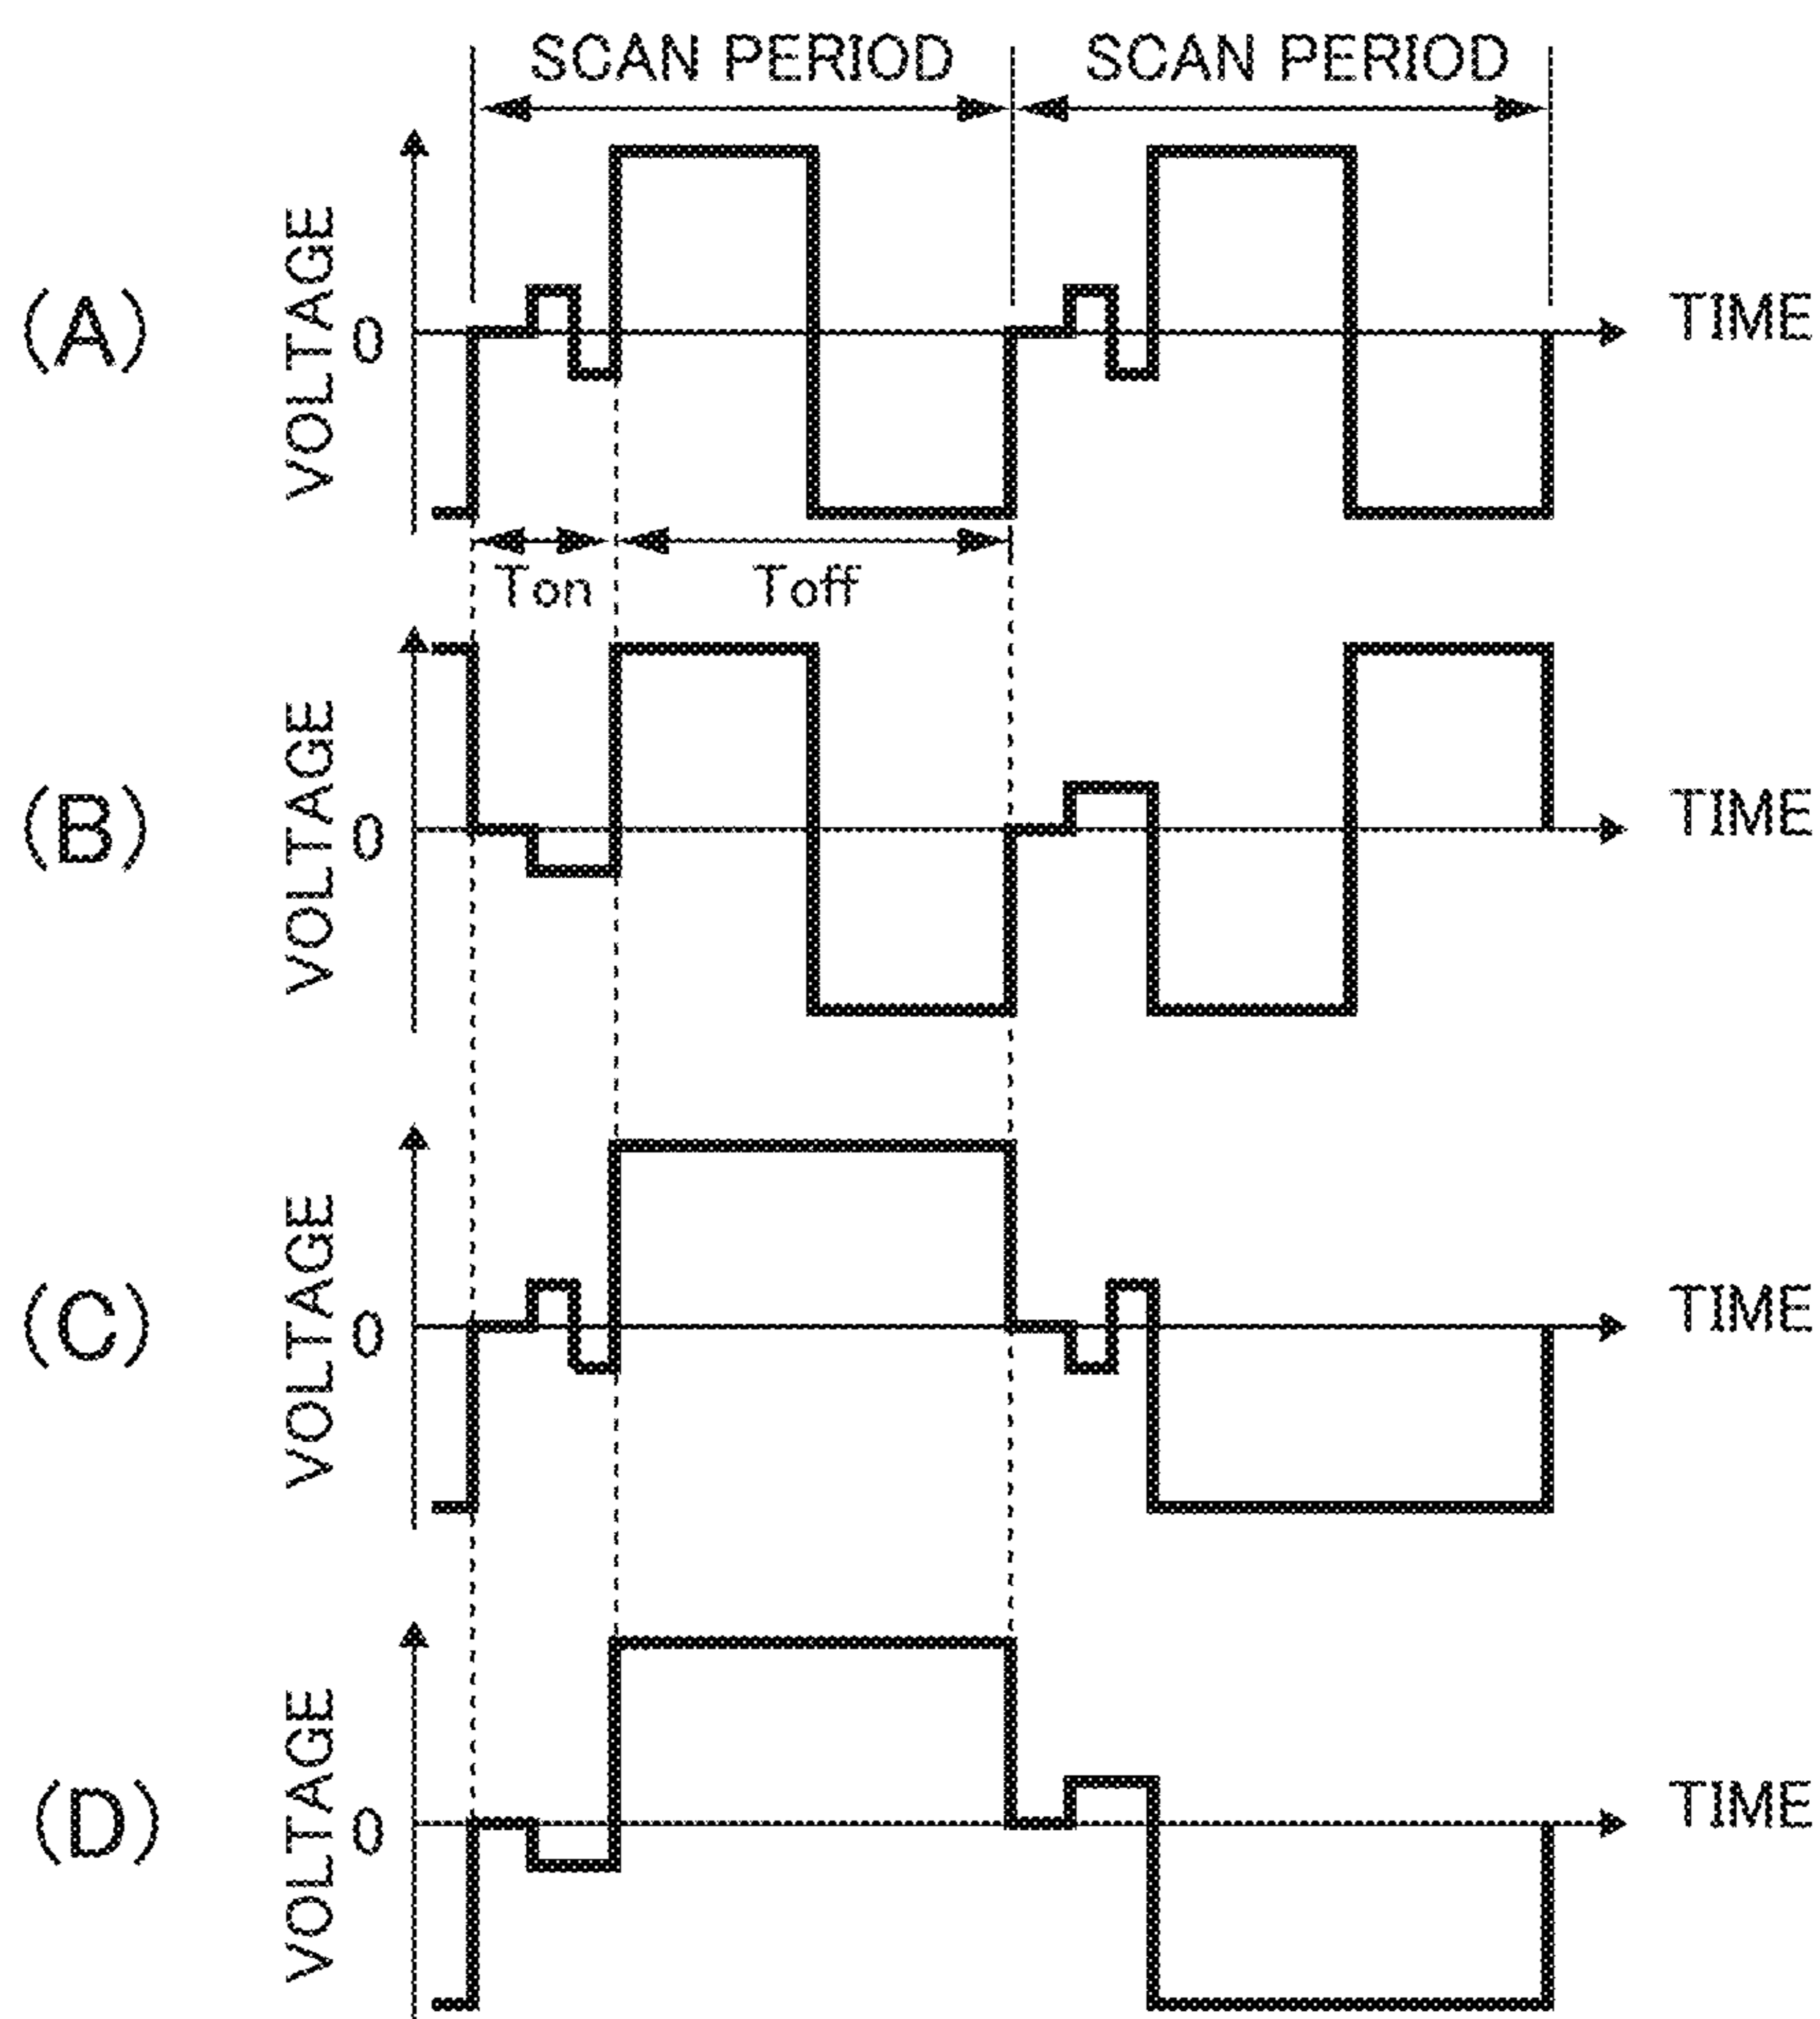 SCAN PERIOD SCAN PERIOD
(A) VOLTAGE 0 TIME
Ton Toff
(B) VOLTAGE 0 TIME
(C) VOLTAGE 0 TIME
(D) VOLTAGE 0 TIME